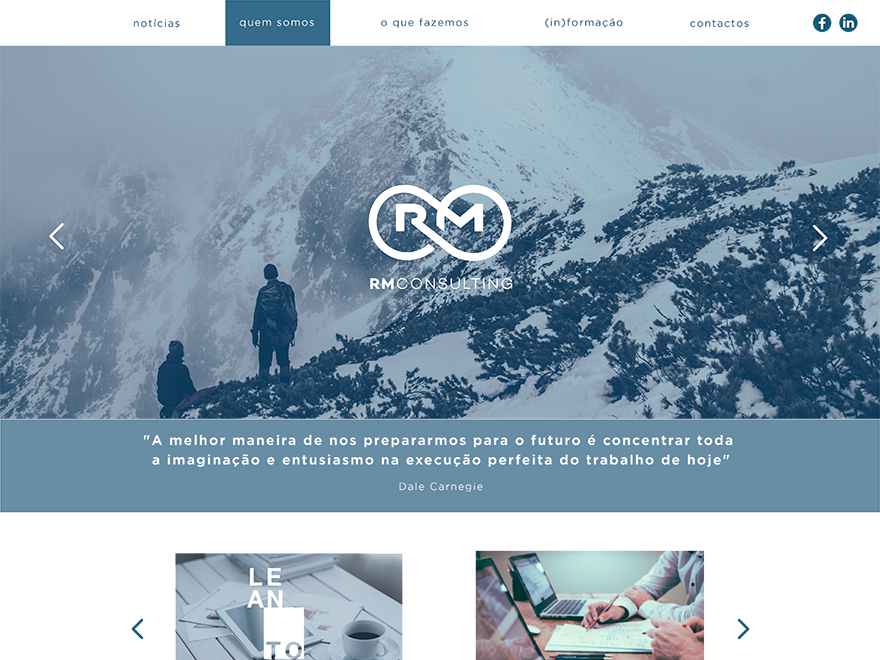 notícias
quem somos
o que fazemos
(in)formação
contactos
f
in
RM
RMCONSULTING
"A melhor maneira de nos prepararmos para o futuro é concentrar toda
a imaginação e entusiasmo na execução perfeita do trabalho de hoje"
Dale Carnegie
LE
AN
TO